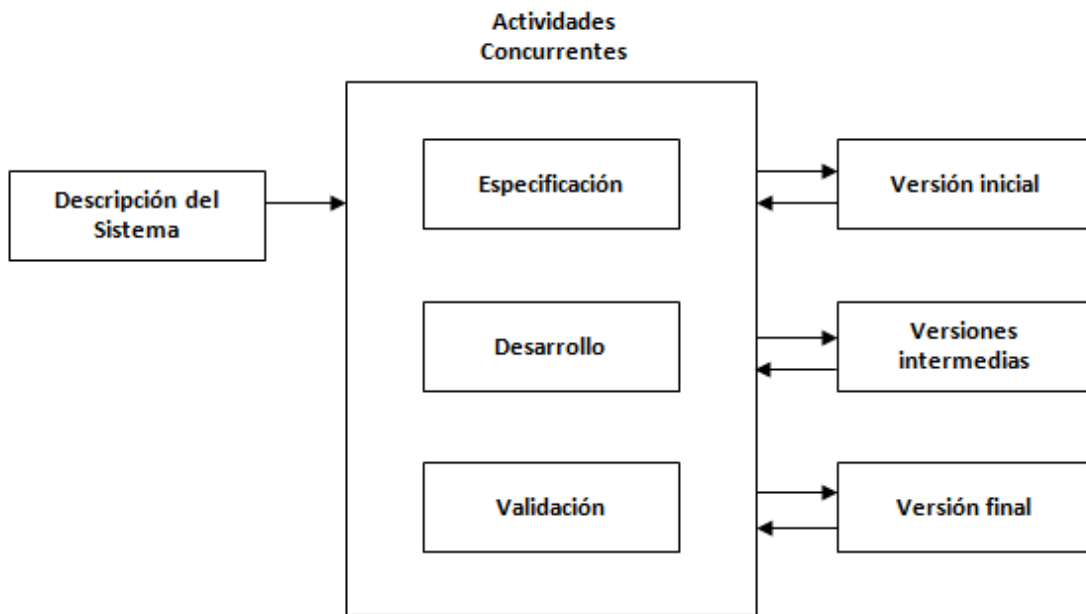 Actividades
Concurrentes
Descripción del
Sistema
Especificación
Versión inicial
Desarrollo
Versiones
intermedias
Validación
Versión final